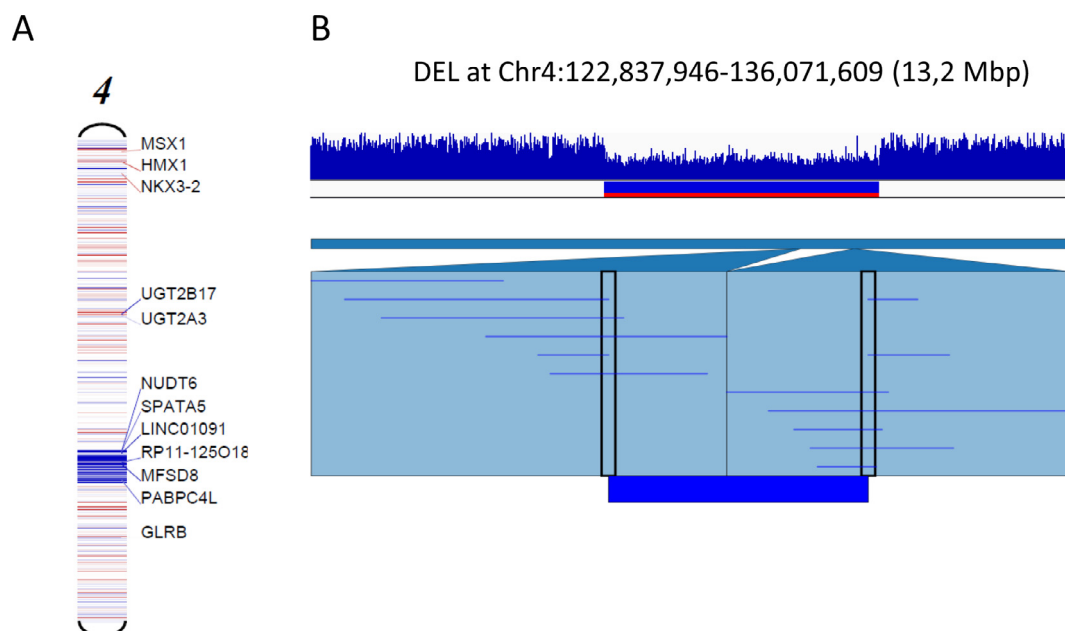 A
B
DEL at Chr4:122,837,946-136,071,609 (13,2 Mbp)
4
MSX1
HMX1
NKX3-2
UGT2B17
UGT2A3
NUDT6
SPATA5
LINC01091
RP11-125O18
MFSD8
PABPC4L
GLRB